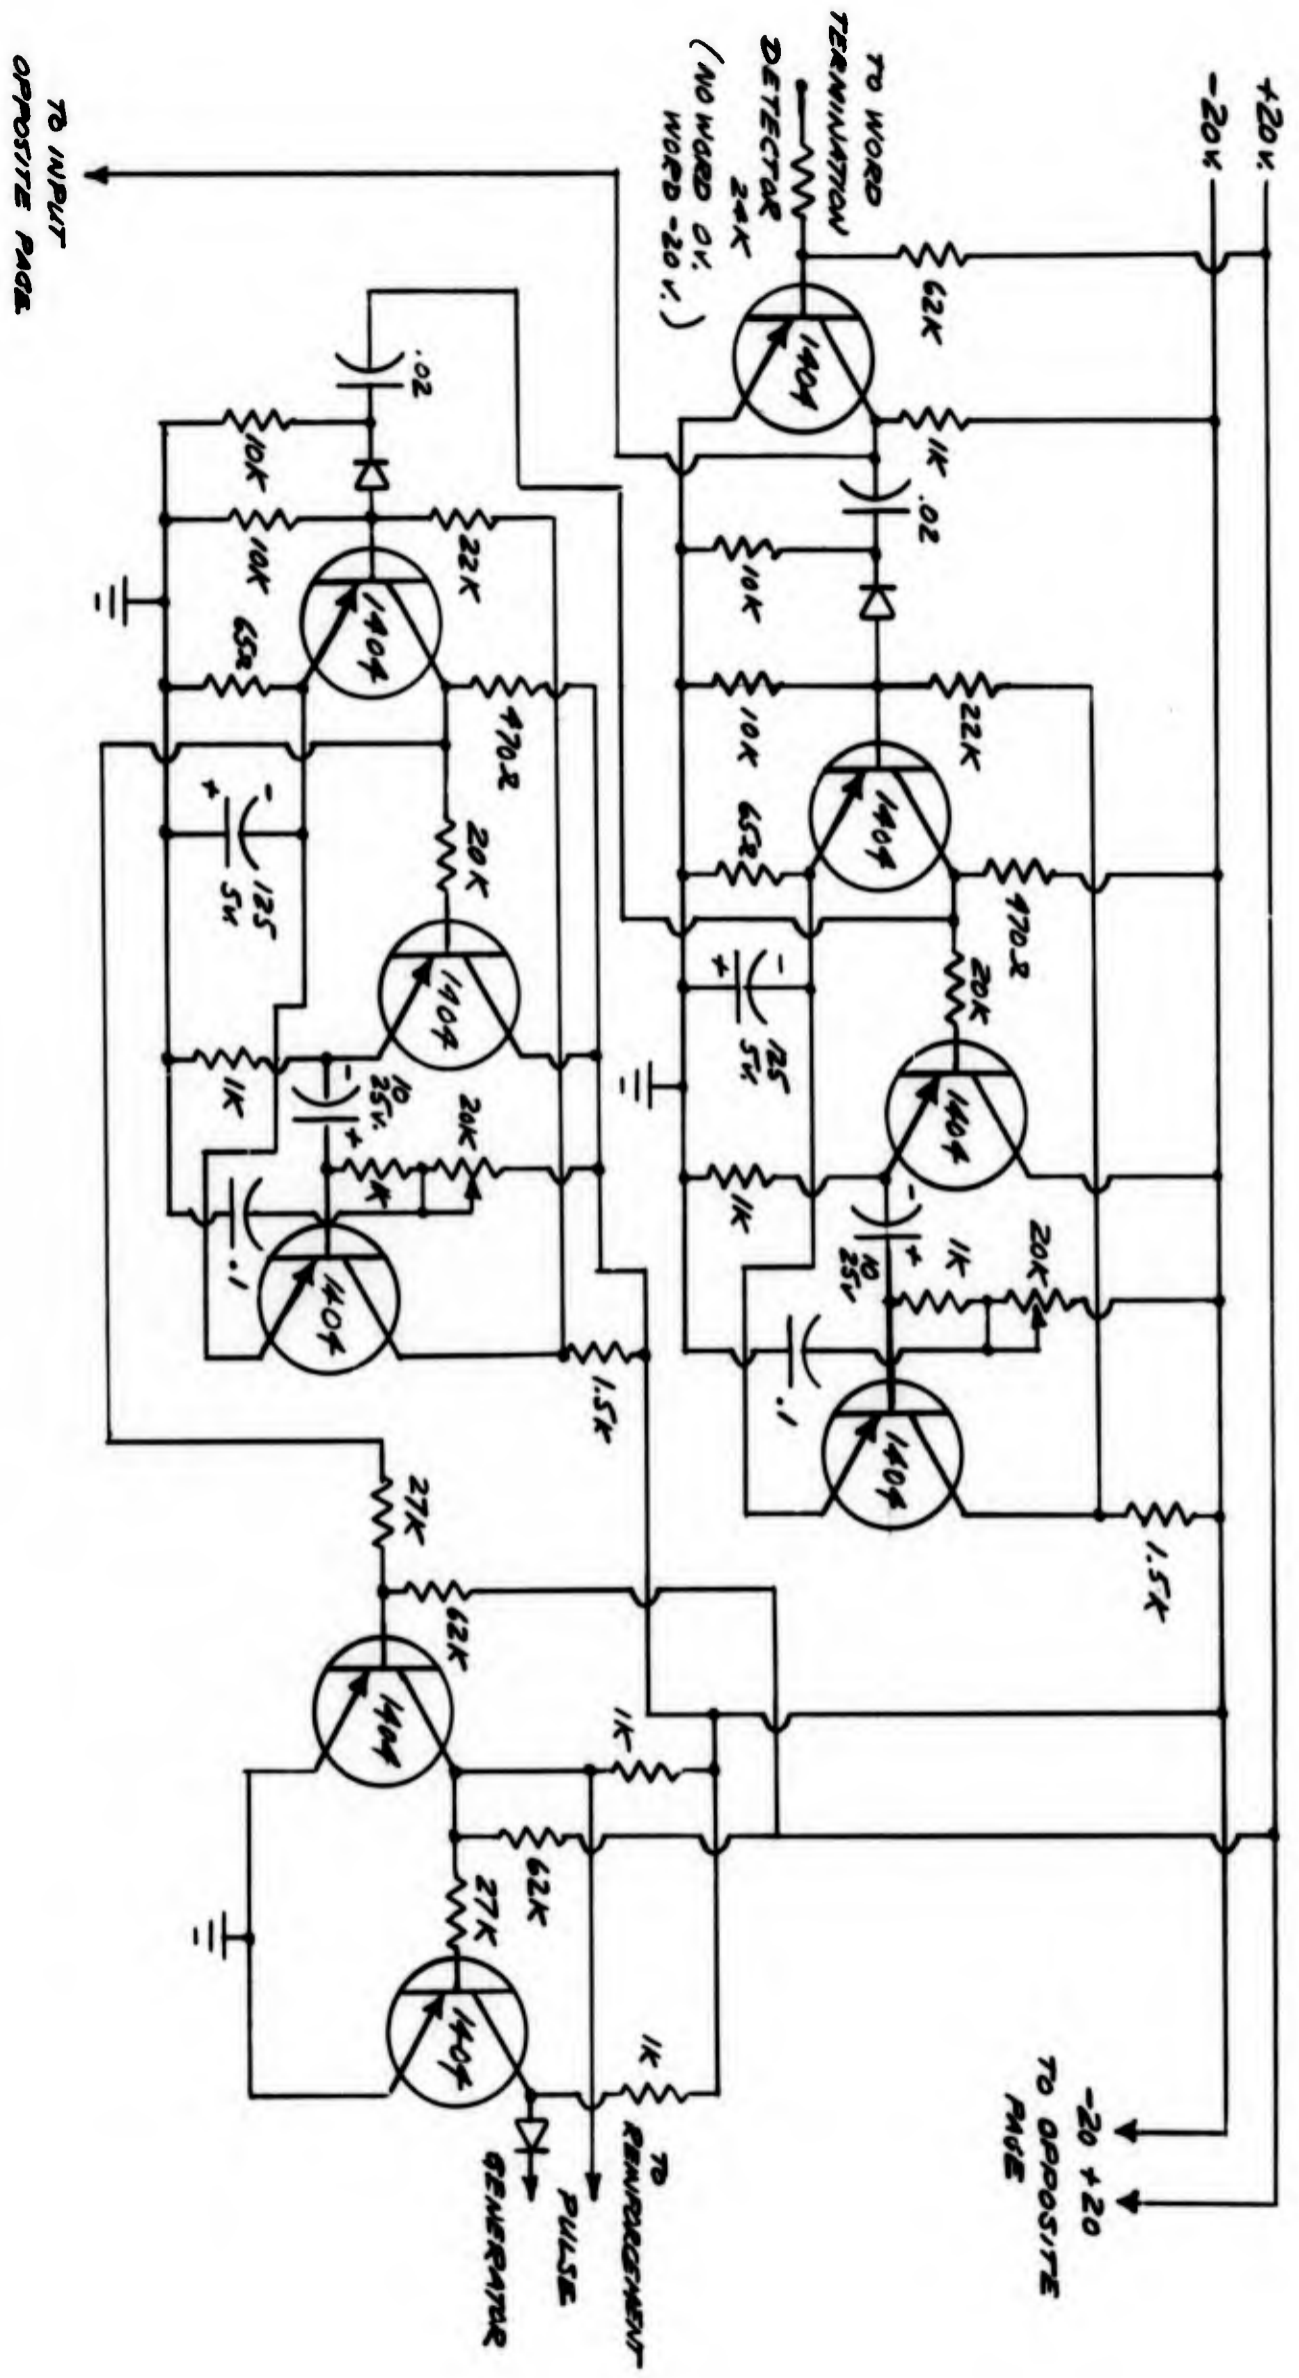 +20v.
-20v.
TO WORD
TERMINATION
DETECTOR
24K
(NO WORD 0V.
WORD -20V.)
62K
1404
1K
.02
10K
10K
22K
1404
65Ω
470Ω
20K
125
5v.
1404
1K
10
25v
1K
20K
.1
1404
1.5K
TO INPUT
OPPOSITE PAGE
.02
10K
10K
22K
1404
65Ω
470Ω
125
5v.
20K
1404
1K
10
25v.
20K
1K
.1
1404
1.5K
27K
62K
1404
1K
62K
27K
1404
1K
TO
REINFORCEMENT
PULSE
GENERATOR
-20 +20
TO OPPOSITE
PAGE